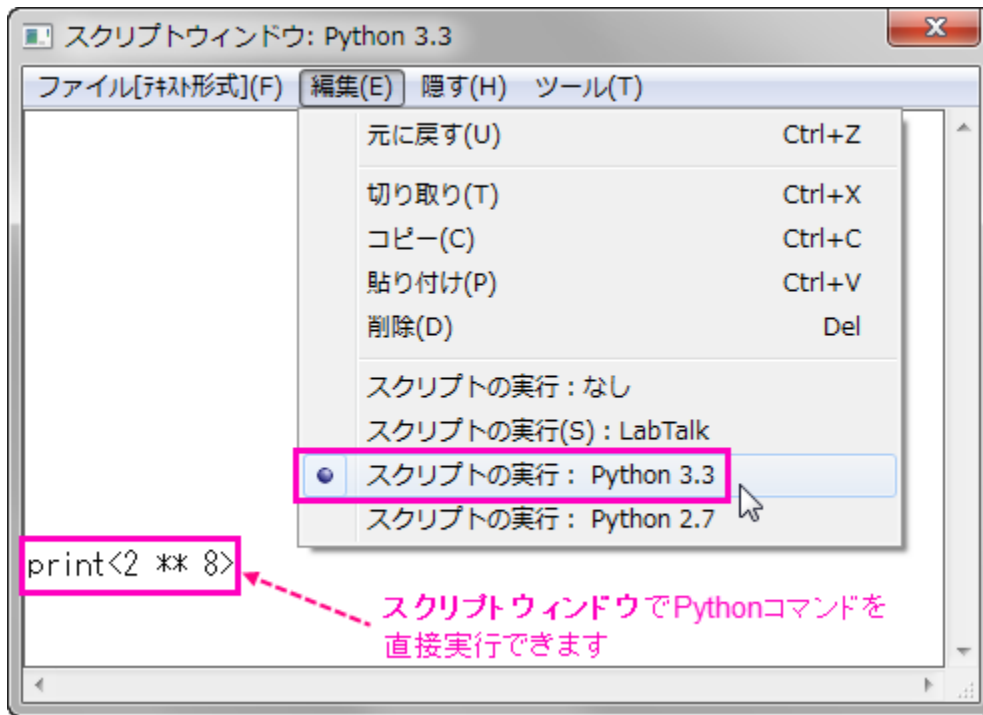 スクリプトウィンドウ: Python 3.3
ファイル[テキスト形式](F) 編集(E) 隠す(H) ツール(T)
元に戻す(U) Ctrl+Z
切り取り(T) Ctrl+X
コピー(C) Ctrl+C
貼り付け(P) Ctrl+V
削除(D) Del
スクリプトの実行 : なし
スクリプトの実行(S) : LabTalk
スクリプトの実行 : Python 3.3
スクリプトの実行 : Python 2.7
print<2 ** 8>
スクリプトウィンドウでPythonコマンドを
直接実行できます